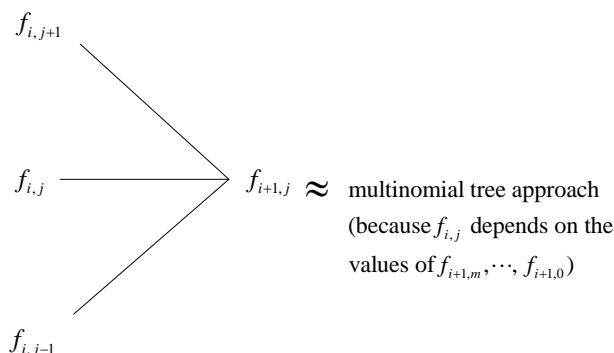 f_{i,j+1}
f_{i,j} f_{i+1,j} ≈ multinomial tree approach
(because f_{i,j} depends on the
values of f_{i+1,m},⋯, f_{i+1,0})
f_{i,j-1}